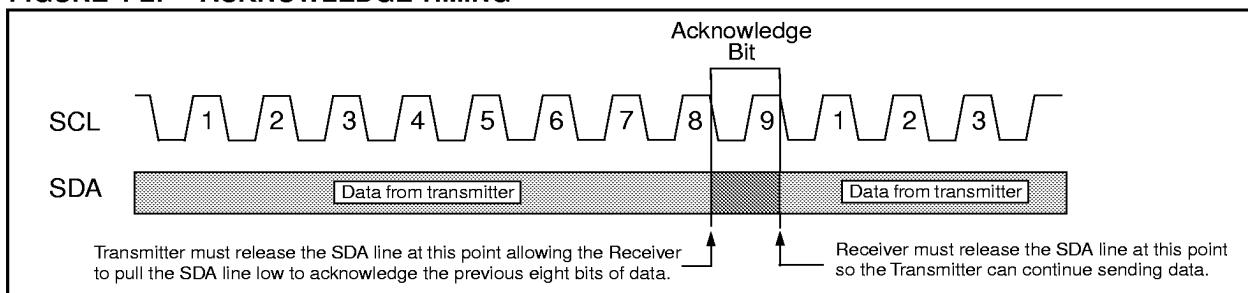 FIGURE 4-2: ACKNOWLEDGE TIMING
Acknowledge
Bit
SCL 1 2 3 4 5 6 7 8 9 1 2 3
SDA Data from transmitter Data from transmitter
Transmitter must release the SDA line at this point allowing the Receiver
to pull the SDA line low to acknowledge the previous eight bits of data.
Receiver must release the SDA line at this point
so the Transmitter can continue sending data.